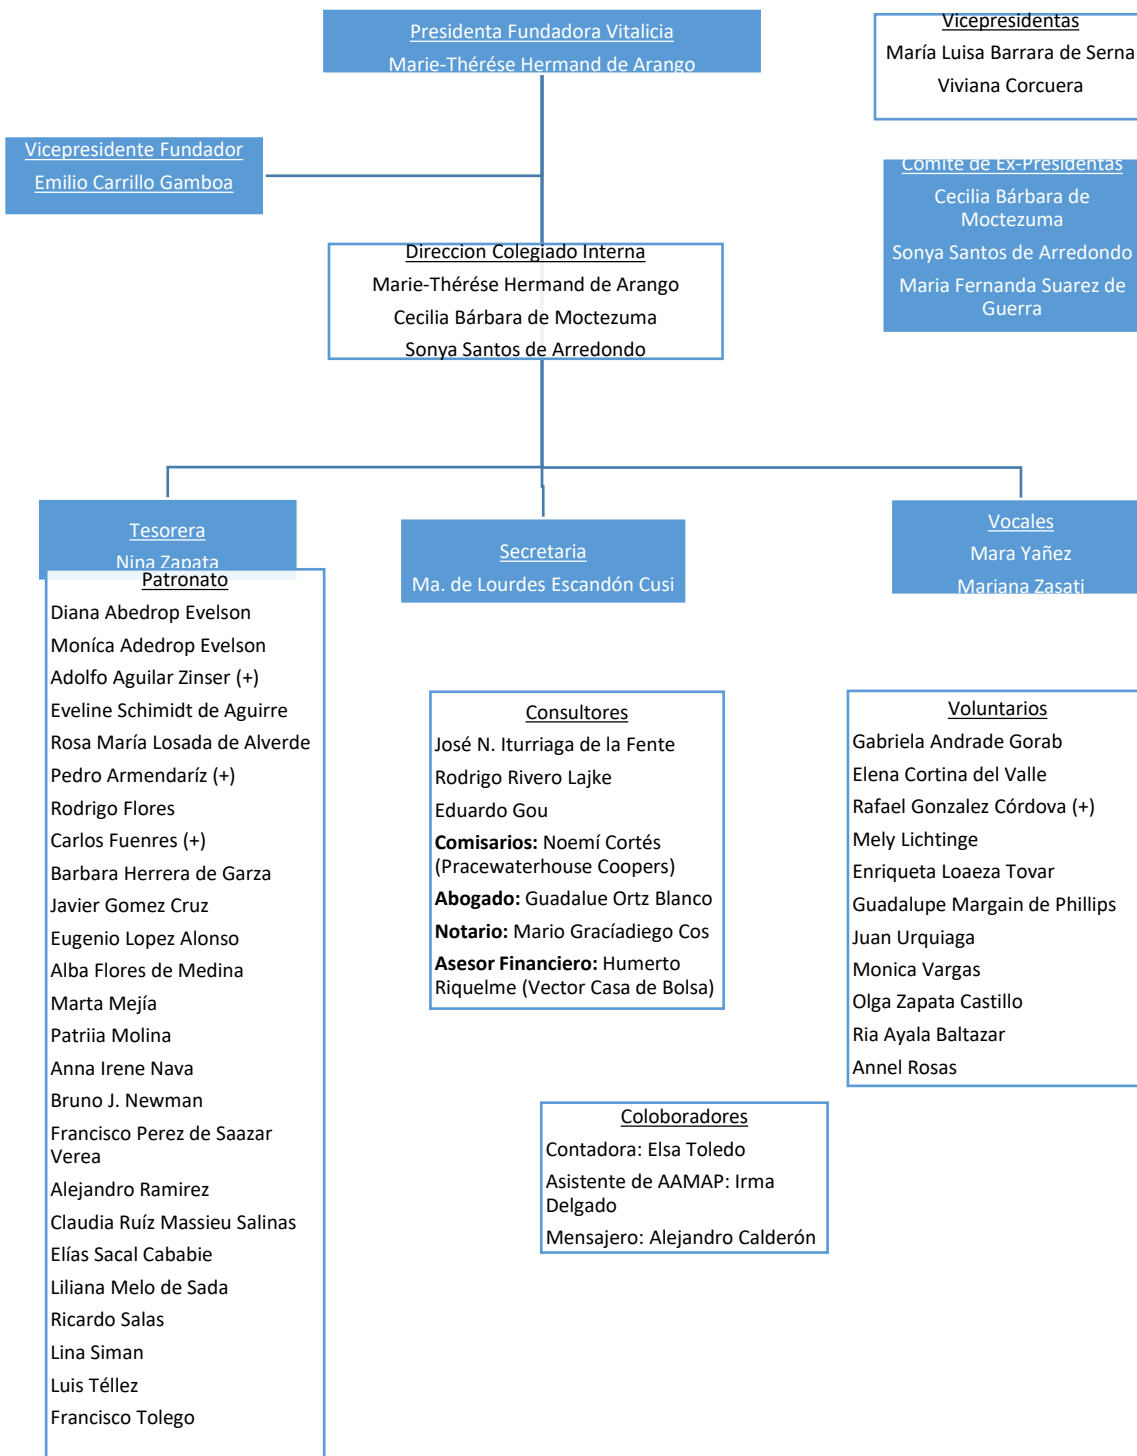 Presidenta Fundadora Vitalicia
Marie-Thérése Hermand de Arango
Vicepresidentas
María Luisa Barrara de Serna
Viviana Corcuera
Vicepresidente Fundador
Emilio Carrillo Gamboa
Comite de Ex-Presidentas
Cecilia Bárbara de
Moctezuma
Sonya Santos de Arredondo
Maria Fernanda Suarez de
Guerra
Direccion Colegiado Interna
Marie-Thérése Hermand de Arango
Cecilia Bárbara de Moctezuma
Sonya Santos de Arredondo
Tesorera
Nina Zapata
Secretaria
Ma. de Lourdes Escandón Cusi
Vocales
Mara Yañez
Mariana Zasati
Patronato
Diana Abedrop Evelson
Moníca Adedrop Evelson
Adolfo Aguilar Zinser (+)
Eveline Schimidt de Aguirre
Rosa María Losada de Alverde
Pedro Armendaríz (+)
Rodrigo Flores
Carlos Fuenres (+)
Barbara Herrera de Garza
Javier Gomez Cruz
Eugenio Lopez Alonso
Alba Flores de Medina
Marta Mejía
Patriia Molina
Anna Irene Nava
Bruno J. Newman
Francisco Perez de Saazar
Verea
Alejandro Ramirez
Claudia Ruíz Massieu Salinas
Elías Sacal Cababie
Liliana Melo de Sada
Ricardo Salas
Lina Siman
Luis Téllez
Francisco Tolego
Consultores
José N. Iturriaga de la Fente
Rodrigo Rivero Lajke
Eduardo Gou
Comisarios: Noemí Cortés
(Pracewaterhouse Coopers)
Abogado: Guadalue Ortz Blanco
Notario: Mario Gracíadiego Cos
Asesor Financiero: Humerto
Riquelme (Vector Casa de Bolsa)
Voluntarios
Gabriela Andrade Gorab
Elena Cortina del Valle
Rafael Gonzalez Córdova (+)
Mely Lichtinge
Enriqueta Loaeza Tovar
Guadalupe Margain de Phillips
Juan Urquiaga
Monica Vargas
Olga Zapata Castillo
Ria Ayala Baltazar
Annel Rosas
Coloboradores
Contadora: Elsa Toledo
Asistente de AAMAP: Irma
Delgado
Mensajero: Alejandro Calderón